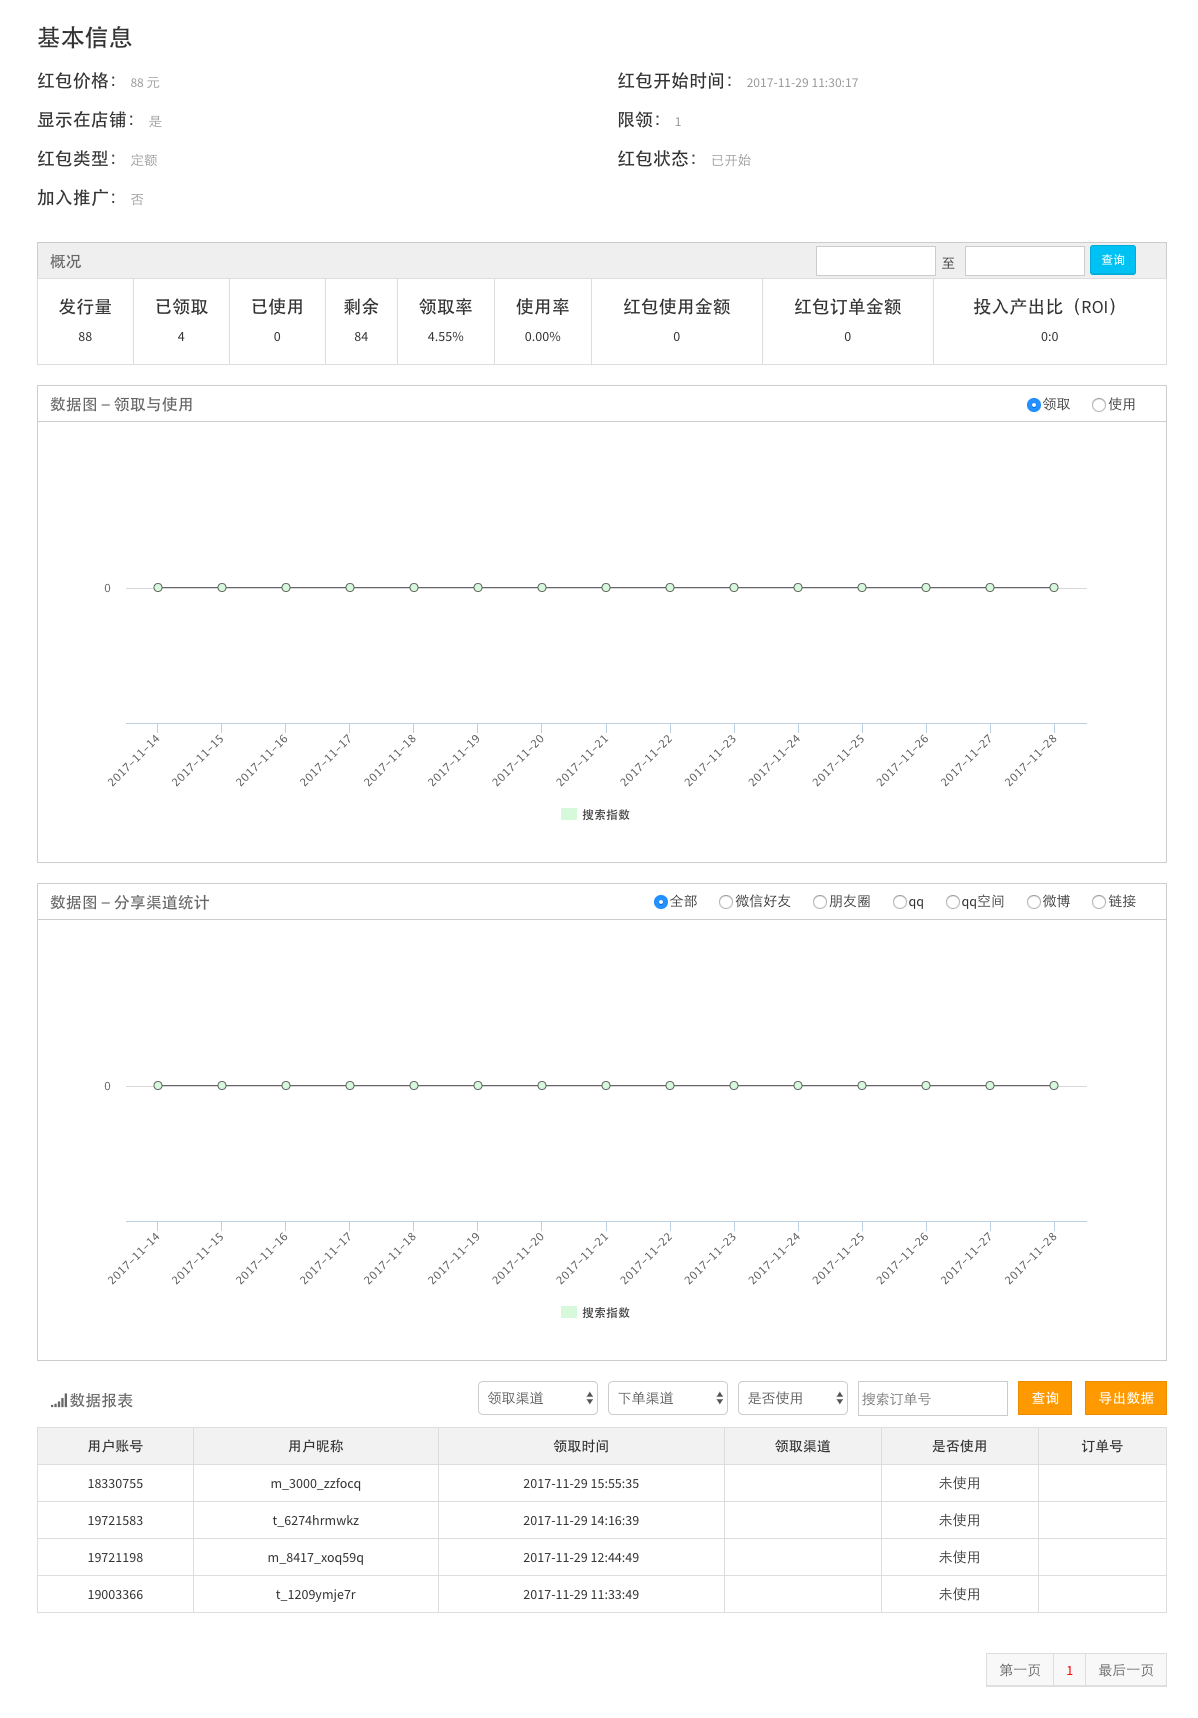 基本信息
红包价格： 88 元 红包开始时间： 2017-11-29 11:30:17
显示在店铺： 是 限领： 1
红包类型： 定额 红包状态： 已开始
加入推广： 否
概况 至 查询
发行量 已领取 已使用 剩余 领取率 使用率 红包使用金额 红包订单金额 投入产出比（ROI）
88 4 0 84 4.55% 0.00% 0 0 0:0
数据图 – 领取与使用 领取 使用
0
2017-11-14 2017-11-15 2017-11-16 2017-11-17 2017-11-18 2017-11-19 2017-11-20 2017-11-21 2017-11-22 2017-11-23 2017-11-24 2017-11-25 2017-11-26 2017-11-27 2017-11-28
搜索指数
数据图 – 分享渠道统计 全部 微信好友 朋友圈 qq qq空间 微博 链接
0
2017-11-14 2017-11-15 2017-11-16 2017-11-17 2017-11-18 2017-11-19 2017-11-20 2017-11-21 2017-11-22 2017-11-23 2017-11-24 2017-11-25 2017-11-26 2017-11-27 2017-11-28
搜索指数
数据报表 领取渠道 下单渠道 是否使用 搜索订单号 查询 导出数据
用户账号 用户昵称 领取时间 领取渠道 是否使用 订单号
18330755 m_3000_zzfocq 2017-11-29 15:55:35 未使用
19721583 t_6274hrmwkz 2017-11-29 14:16:39 未使用
19721198 m_8417_xoq59q 2017-11-29 12:44:49 未使用
19003366 t_1209ymje7r 2017-11-29 11:33:49 未使用
第一页 1 最后一页